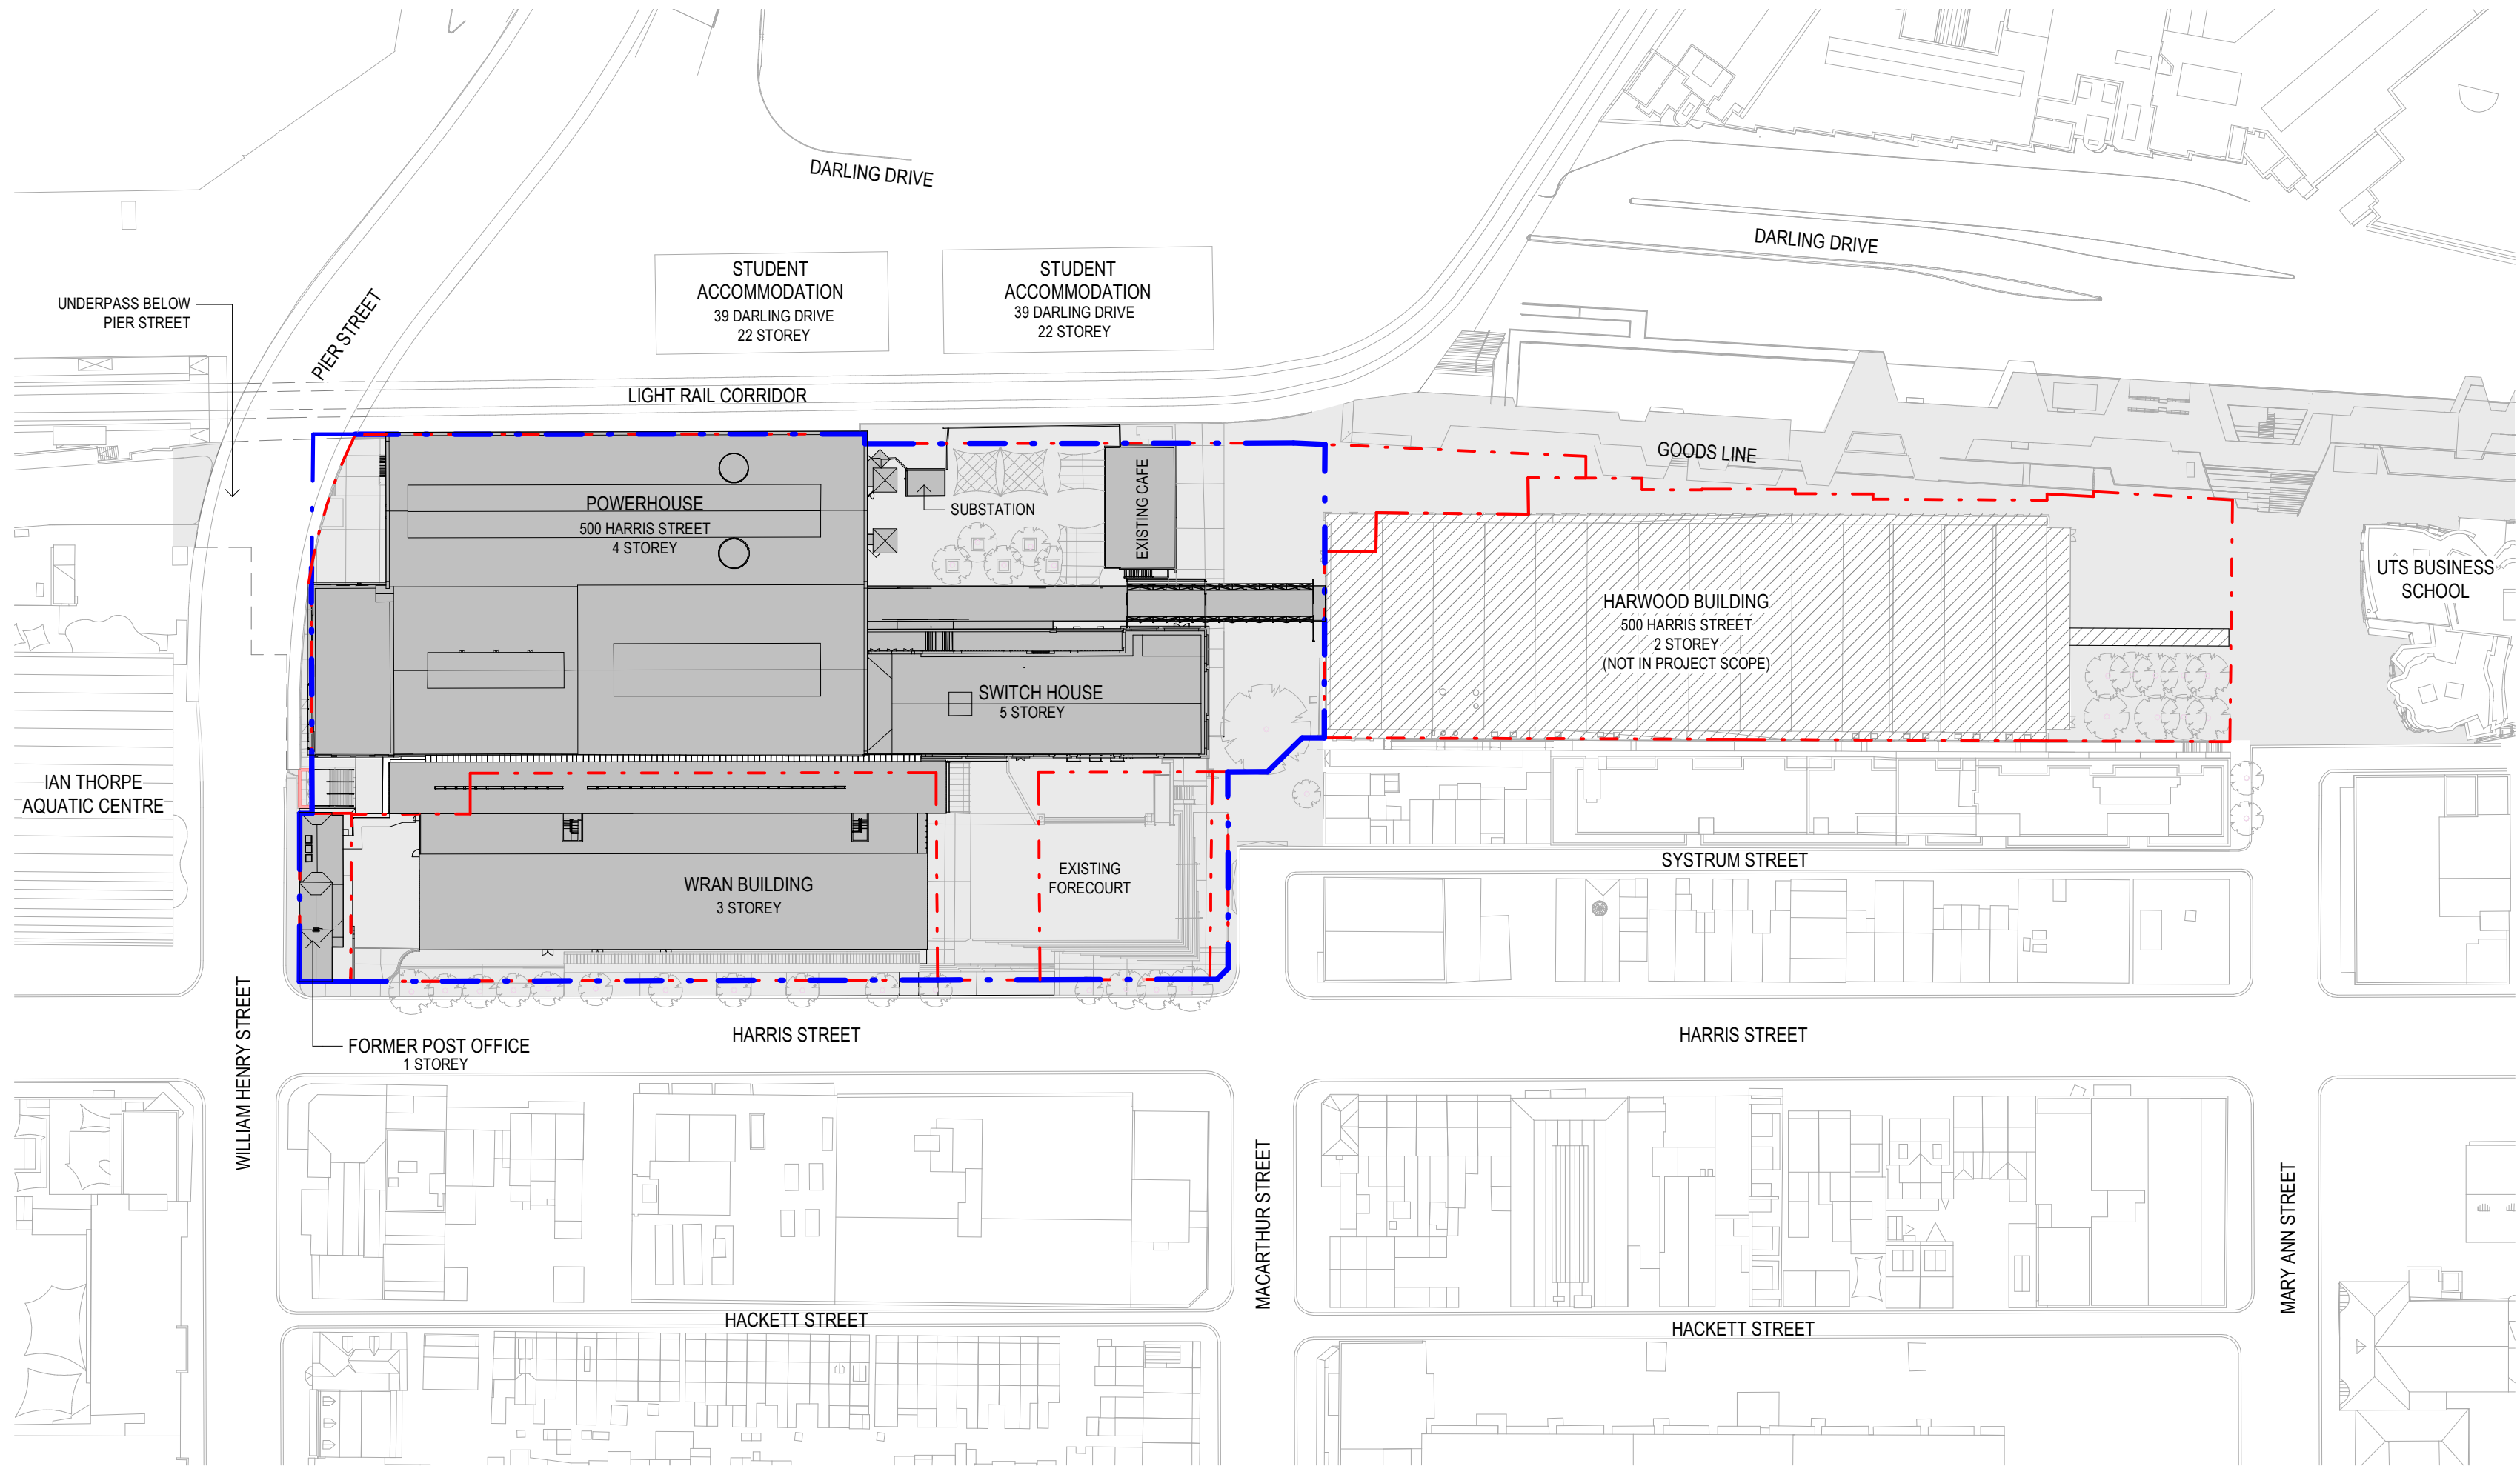 DARLING DRIVE
DARLING DRIVE
STUDENT
ACCOMMODATION
39 DARLING DRIVE
22 STOREY
STUDENT
ACCOMMODATION
39 DARLING DRIVE
22 STOREY
UNDERPASS BELOW
PIER STREET
PIER STREET
LIGHT RAIL CORRIDOR
GOODS LINE
POWERHOUSE
500 HARRIS STREET
4 STOREY
SUBSTATION
EXISTING CAFE
HARWOOD BUILDING
500 HARRIS STREET
2 STOREY
(NOT IN PROJECT SCOPE)
UTS BUSINESS
SCHOOL
SWITCH HOUSE
5 STOREY
IAN THORPE
AQUATIC CENTRE
WRAN BUILDING
3 STOREY
EXISTING
FORECOURT
SYSTRUM STREET
WILLIAM HENRY STREET
FORMER POST OFFICE
1 STOREY
HARRIS STREET
HARRIS STREET
MACARTHUR STREET
MARY ANN STREET
HACKETT STREET
HACKETT STREET